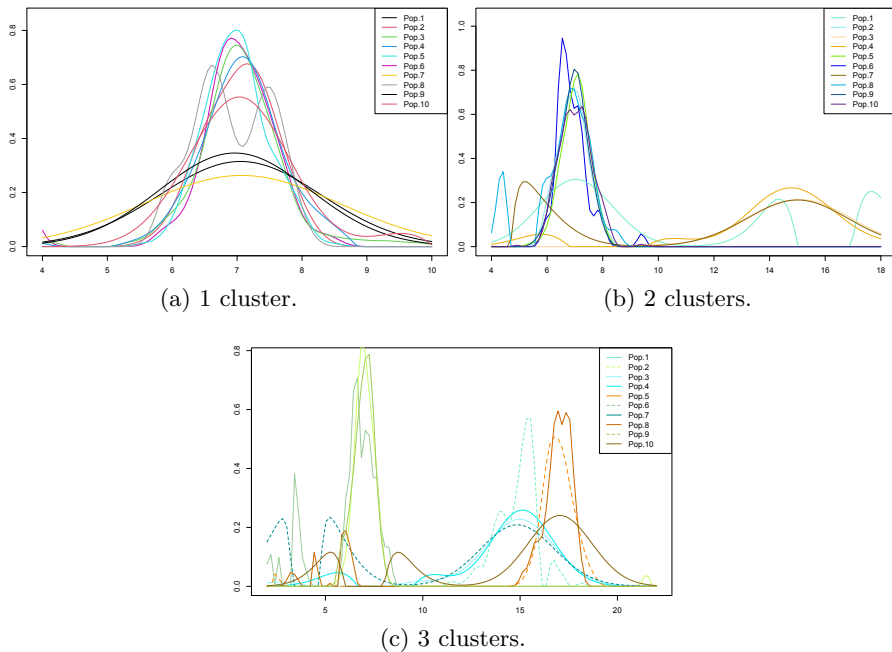 0.8
0.6
0.4
0.2
0.0
4
5
6
7
8
9
10
Pop.1
Pop.2
Pop.3
Pop.4
Pop.5
Pop.6
Pop.7
Pop.8
Pop.9
Pop.10
(a) 1 cluster.
1.0
0.8
0.6
0.4
0.2
0.0
4
6
8
10
12
14
16
18
Pop.1
Pop.2
Pop.3
Pop.4
Pop.5
Pop.6
Pop.7
Pop.8
Pop.9
Pop.10
(b) 2 clusters.
0.8
0.6
0.4
0.2
0.0
5
10
15
20
Pop.1
Pop.2
Pop.3
Pop.4
Pop.5
Pop.6
Pop.7
Pop.8
Pop.9
Pop.10
(c) 3 clusters.